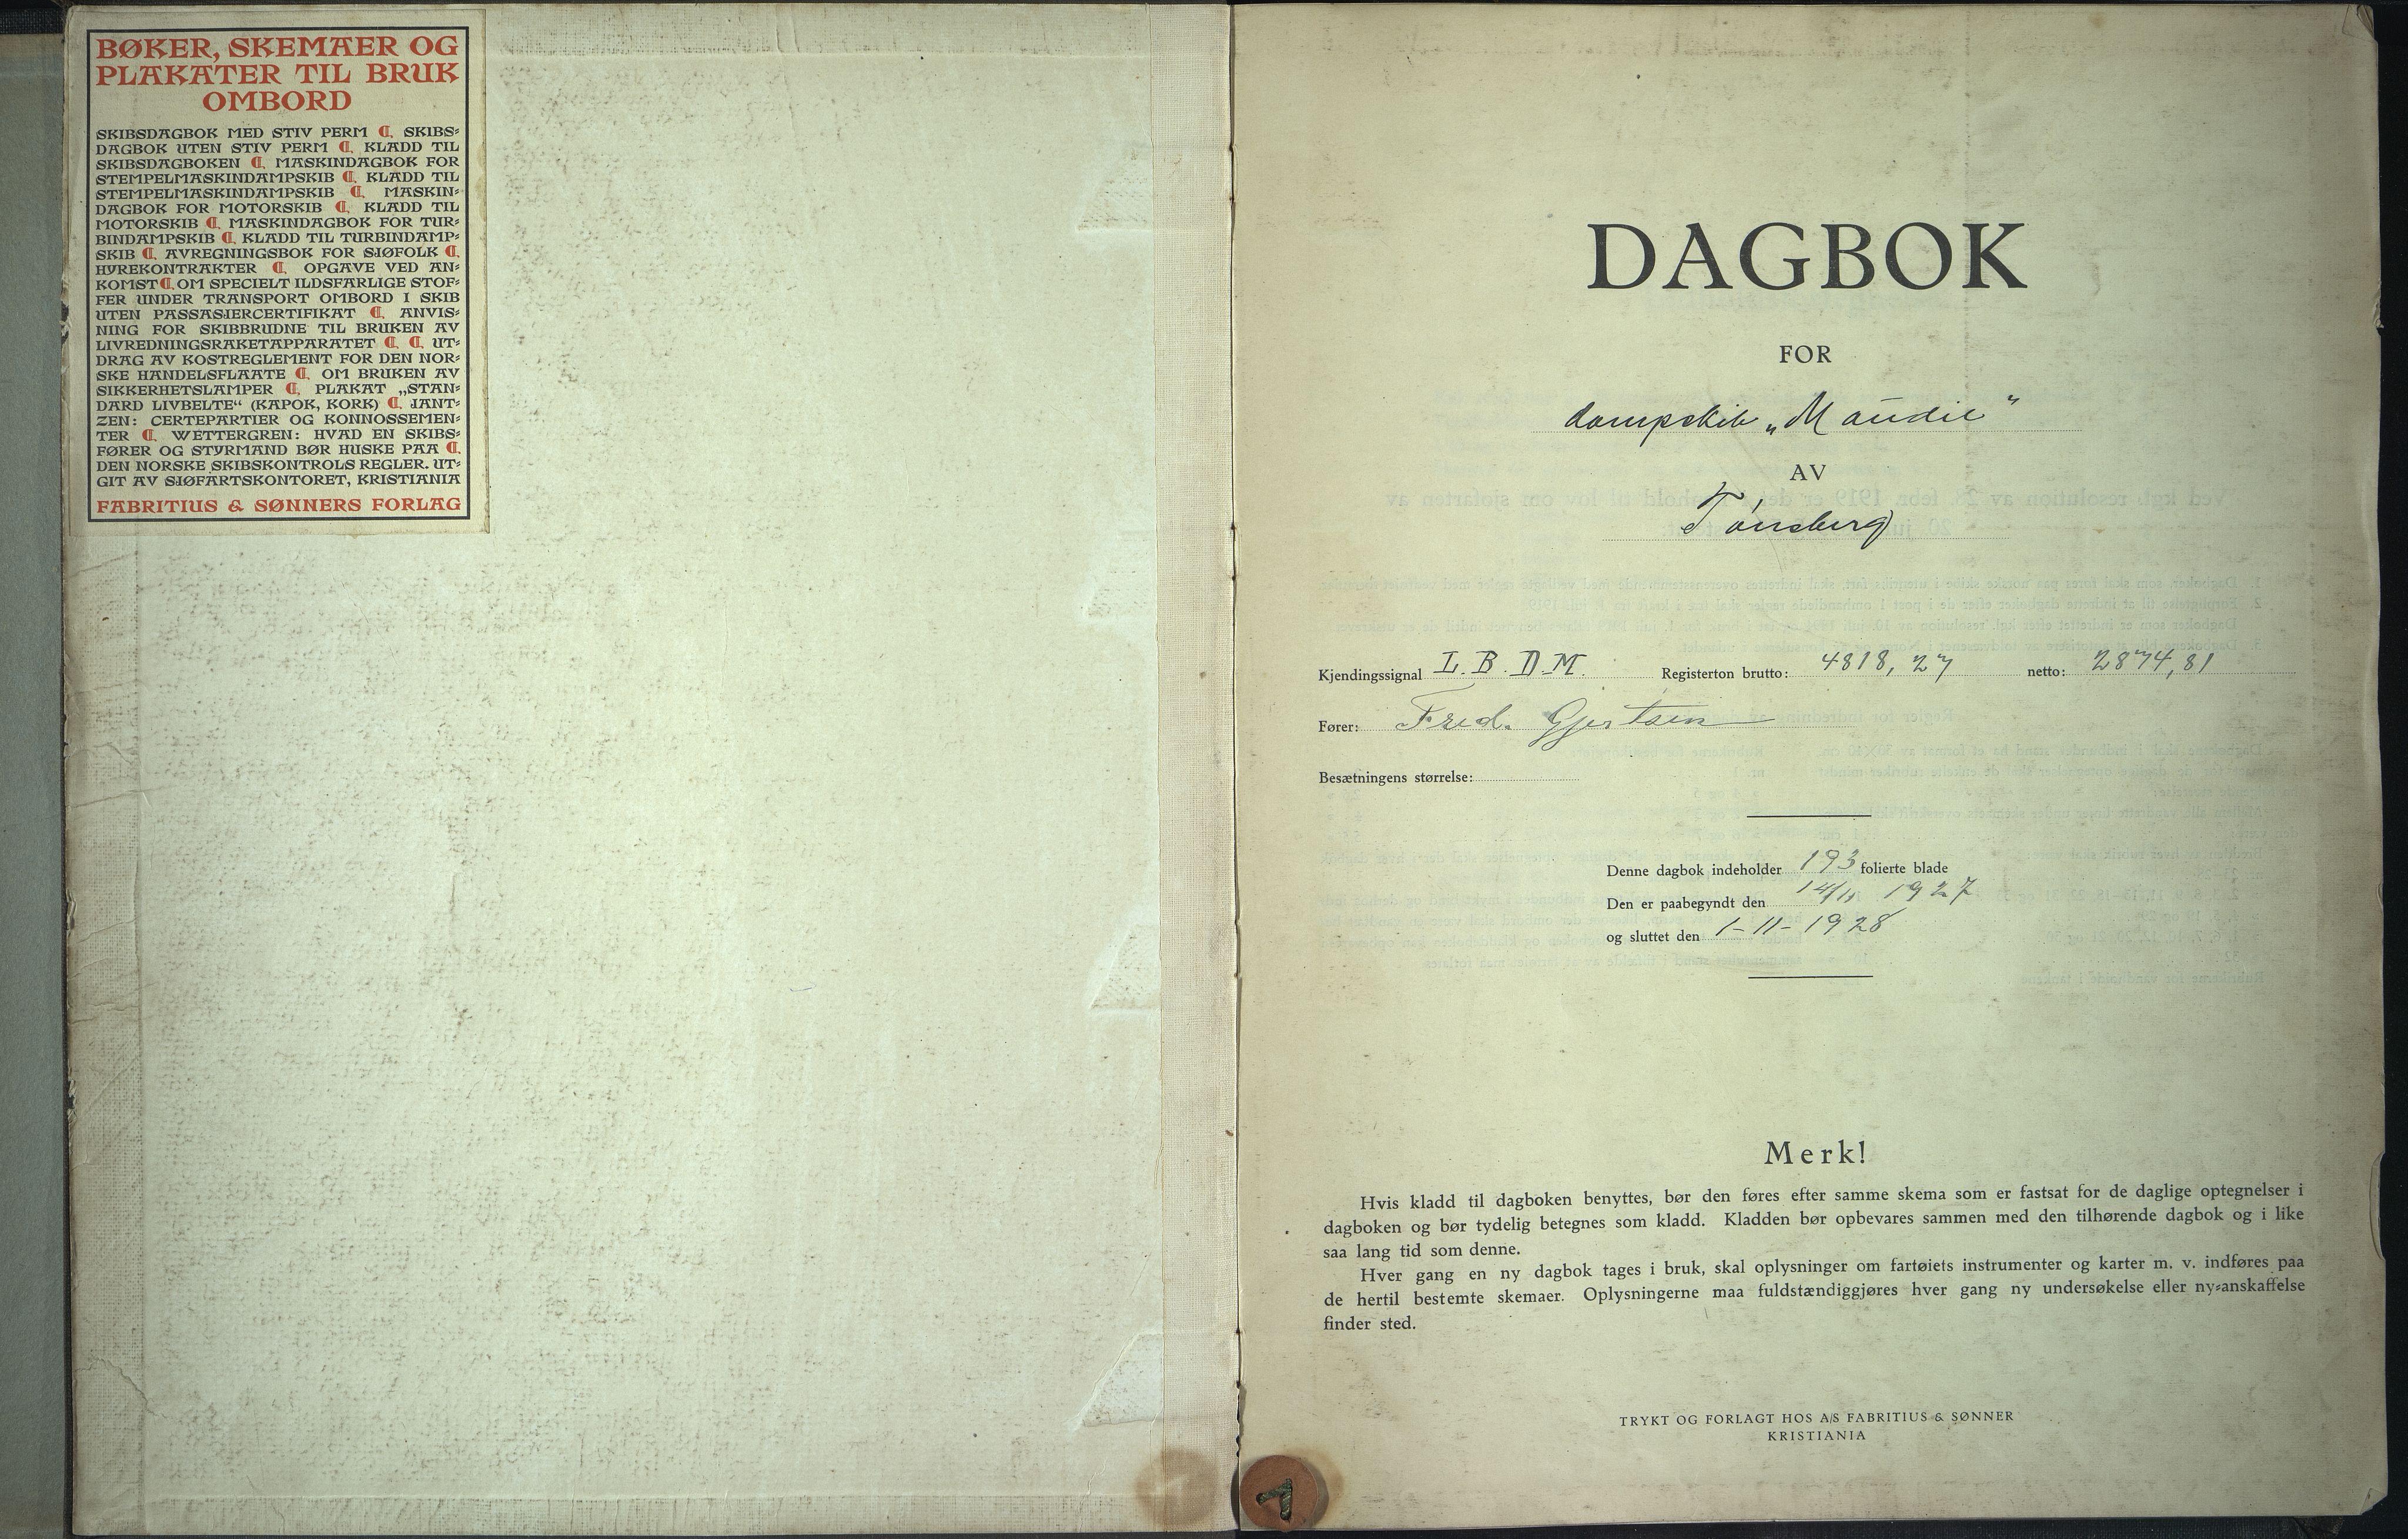 BØKER, SKEMAER OG
PLAKATER TIL BRUK
OMBORD
SKIBSDAGBOK MED STIV PERM ℂ. SKIBS=
DAGBOK UTEN STIV PERM ℂ. KLADD TIL
SKIBSDAGBOKEN ℂ. MASKINDAGBOK FOR
STEMPELMASKINDAMPSKIB ℂ. KLADD TIL
STEMPELMASKINDAMPSKIB ℂ. MASKIN=
DAGBOK FOR MOTORSKIB ℂ. KLADD TIL
MOTORSKIB ℂ. MASKINDAGBOK FOR TUR=
BINDAMPSKIB ℂ. KLADD TIL TURBINDAMP=
SKIB ℂ. AVREGNINGSBOK FOR SJØFOLK ℂ.
HYREKONTRAKTER ℂ. OPGAVE VED AN=
KOMST ℂ. OM SPECIELT ILDSFARLIGE STOF=
FER UNDER TRANSPORT OMBORD I SKIB
UTEN PASSASJERCERTIFIKAT ℂ. ANVIS=
NING FOR SKIBBRUDNE TIL BRUKEN AV
LIVREDNINGSRAKETAPPARATET ℂ. ℂ. UT=
DRAG AV KOSTREGLEMENT FOR DEN NOR=
SKE HANDELSFLAATE ℂ. OM BRUKEN AV
SIKKERHETSLAMPER ℂ. PLAKAT „STAN=
DARD LIVBELTE“ (KAPOK, KORK) ℂ. JANT=
ZEN: CERTEPARTIER OG KONNOSSEMEN=
TER ℂ. WETTERGREN: HVAD EN SKIBS=
FØRER OG STYRMAND BØR HUSKE PAA ℂ.
DEN NORSKE SKIBSKONTROLS REGLER. UT=
GIT AV SJØFARTSKONTORET, KRISTIANIA
FABRITIUS & SØNNERS FORLAG
DAGBOK
FOR
dampskib „Maudie"
AV
Tønsberg
Kjendingssignal L. B. D. M. Registerton brutto: 4818,27 netto: 2874,81
Fører: Fred. Gjertsen
Besætningens størrelse:
Denne dagbok indeholder 193 folierte blade
Den er paabegyndt den 14/11 1927
og sluttet den 1-11-1928
Merk!
Hvis kladd til dagboken benyttes, bør den føres efter samme skema som er fastsat for de daglige optegnelser i
dagboken og bør tydelig betegnes som kladd. Kladden bør opbevares sammen med den tilhørende dagbok og i like
saa lang tid som denne.
Hver gang en ny dagbok tages i bruk, skal oplysninger om fartøiets instrumenter og karter m. v. indføres paa
de hertil bestemte skemaer. Oplysningerne maa fuldstændiggjøres hver gang ny undersøkelse eller ny=anskaffelse
finder sted.
TRYKT OG FORLAGT HOS A/S FABRITIUS & SØNNER
KRISTIANIA